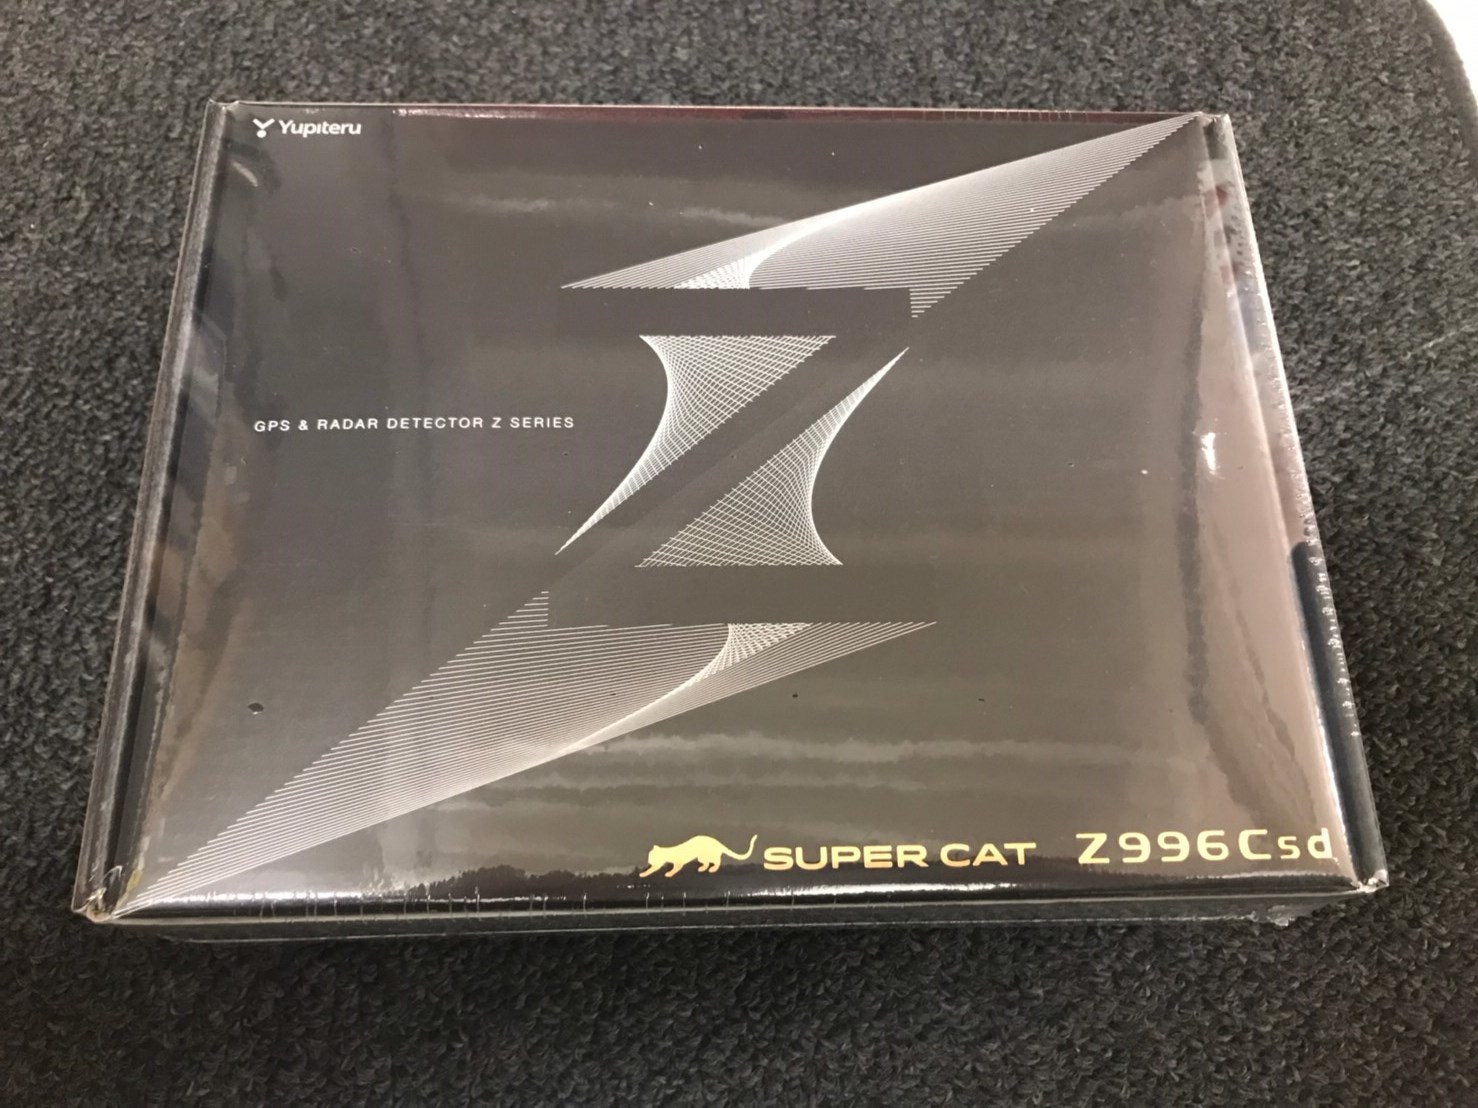 Yupiteru
GPS & RADAR DETECTOR Z SERIES
SUPER CAT Z996Csd